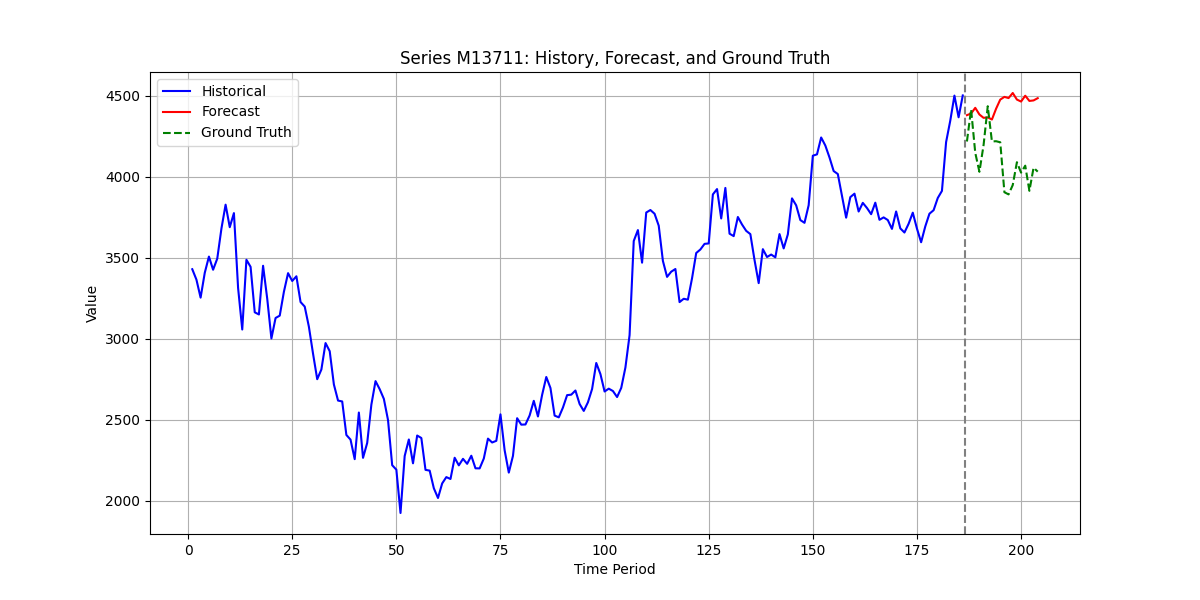 Series M13711: History, Forecast, and Ground Truth
Historical
Forecast
Ground Truth
4500
4000
3500
3000
2500
2000
Value
0 25 50 75 100 125 150 175 200
Time Period